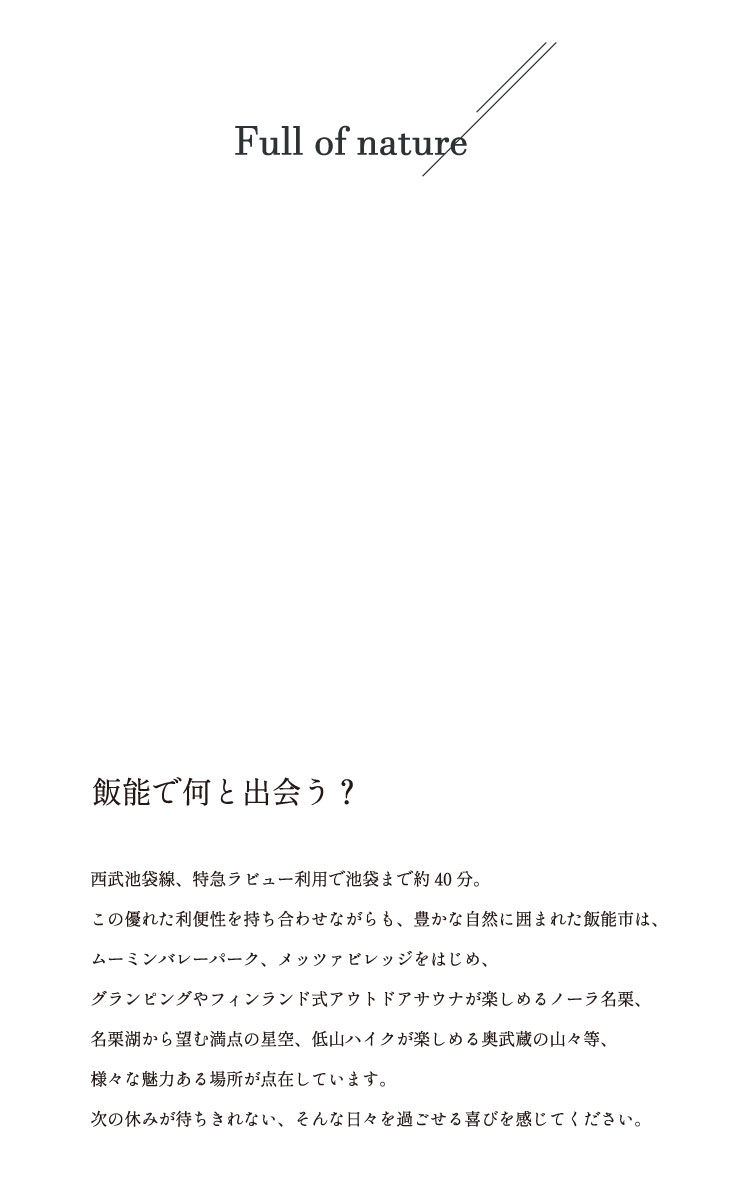 Full of nature
飯能で何と出会う？
西武池袋線、特急ラビュー利用で池袋まで約 40 分。
この優れた利便性を持ち合わせながらも、豊かな自然に囲まれた飯能市は、
ムーミンバレーパーク、メッツァビレッジをはじめ、
グランピングやフィンランド式アウトドアサウナが楽しめるノーラ名栗、
名栗湖から望む満点の星空、低山ハイクが楽しめる奥武蔵の山々等、
様々な魅力ある場所が点在しています。
次の休みが待ちきれない、そんな日々を過ごせる喜びを感じてください。